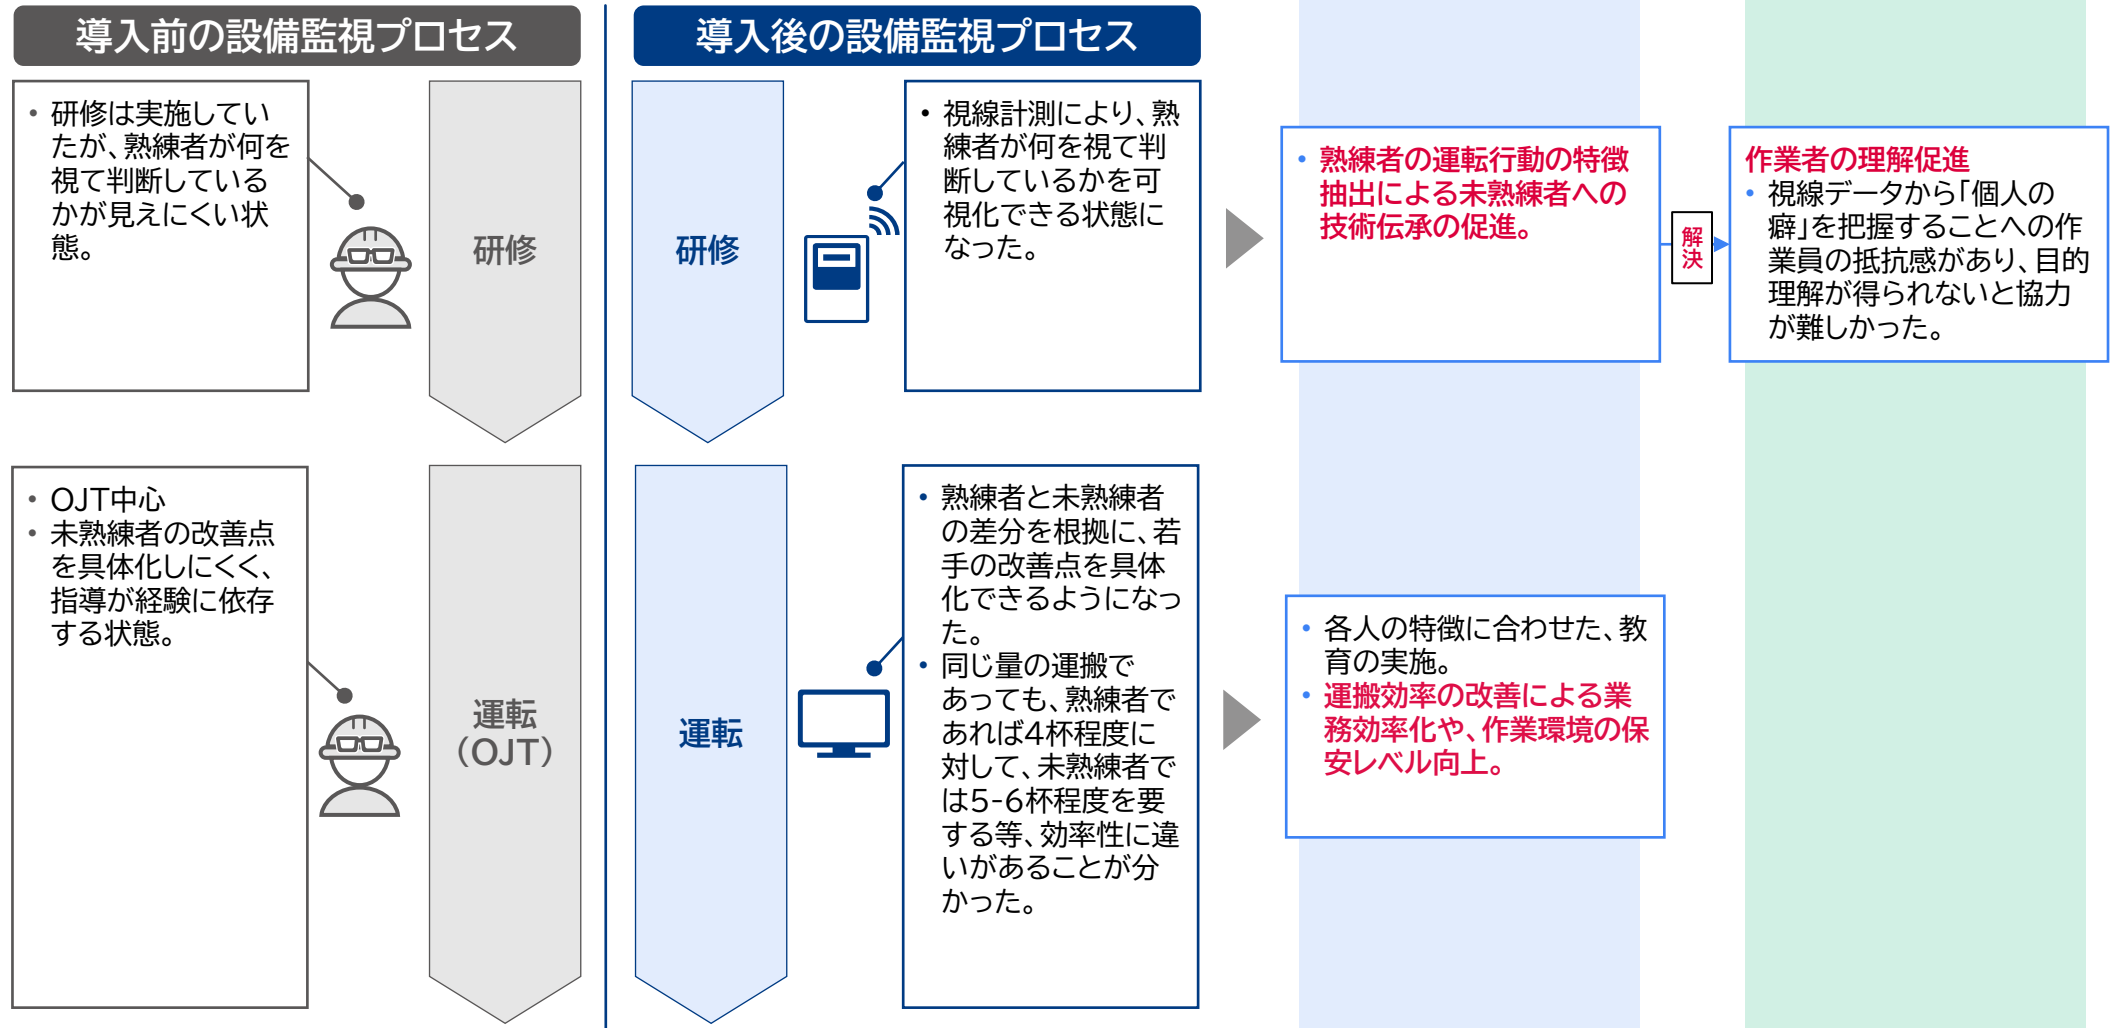 導入前の設備監視プロセス
導入後の設備監視プロセス
・研修は実施してい
たが、熟練者が何を
視て判断している
かが見えにくい状
態。
研修
研修
・視線計測により、熟
練者が何を視て判
断しているかを可
視化できる状態に
なった。
・熟練者の運転行動の特徴
抽出による未熟練者への
技術伝承の促進。
解決
作業者の理解促進
・視線データから「個人の
癖」を把握することへの作
業員の抵抗感があり、目的
理解が得られないと協力
が難しかった。
・OJT中心
・未熟練者の改善点
を具体化しにくく、
指導が経験に依存
する状態。
運転
(OJT)
運転
・熟練者と未熟練者
の差分を根拠に、若
手の改善点を具体
化できるようになっ
た。
・同じ量の運搬で
あっても、熟練者で
あれば4杯程度に
対して、未熟練者で
は5-6杯程度を要
する等、効率性に違
いがあることが分
かった。
・各人の特徴に合わせた、教
育の実施。
・運搬効率の改善による業
務効率化や、作業環境の保
安レベル向上。